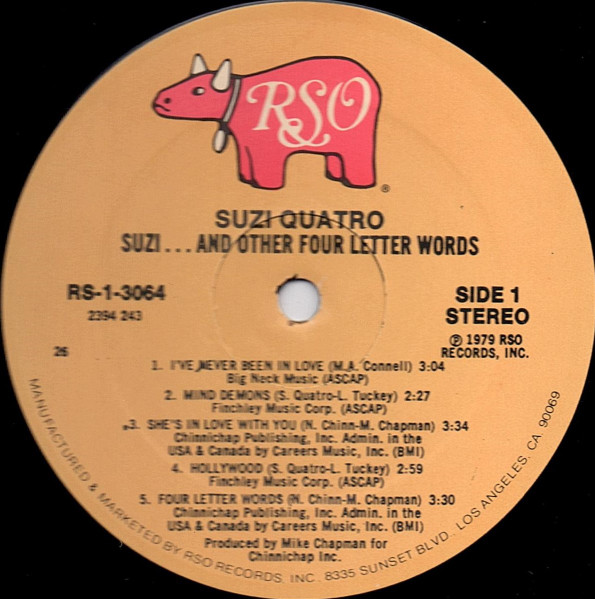 RSO
®
SUZI QUATRO
SUZI... AND OTHER FOUR LETTER WORDS
RS-1-3064
2394 243
SIDE 1
STEREO
℗ 1979 RSO
RECORDS, INC.
26
1. I'VE NEVER BEEN IN LOVE (M.A. Connell) 3:04
Big Neck Music (ASCAP)
2. MIND DEMONS (S. Quatro-L. Tuckey) 2:27
Finchley Music Corp. (ASCAP)
3. SHE'S IN LOVE WITH YOU (N. Chinn-M. Chapman) 3:34
Chinnichap Publishing, Inc. Admin. in the
USA & Canada by Careers Music, Inc. (BMI)
4. HOLLYWOOD (S. Quatro-L. Tuckey) 2:59
Finchley Music Corp. (ASCAP)
5. FOUR LETTER WORDS (N. Chinn-M. Chapman) 3:30
Chinnichap Publishing, Inc. Admin. in the
USA & Canada by Careers Music, Inc. (BMI)
Produced by Mike Chapman for
Chinnichap Inc.
MANUFACTURED & MARKETED BY RSO RECORDS, INC., 8335 SUNSET BLVD., LOS ANGELES, CA 90069